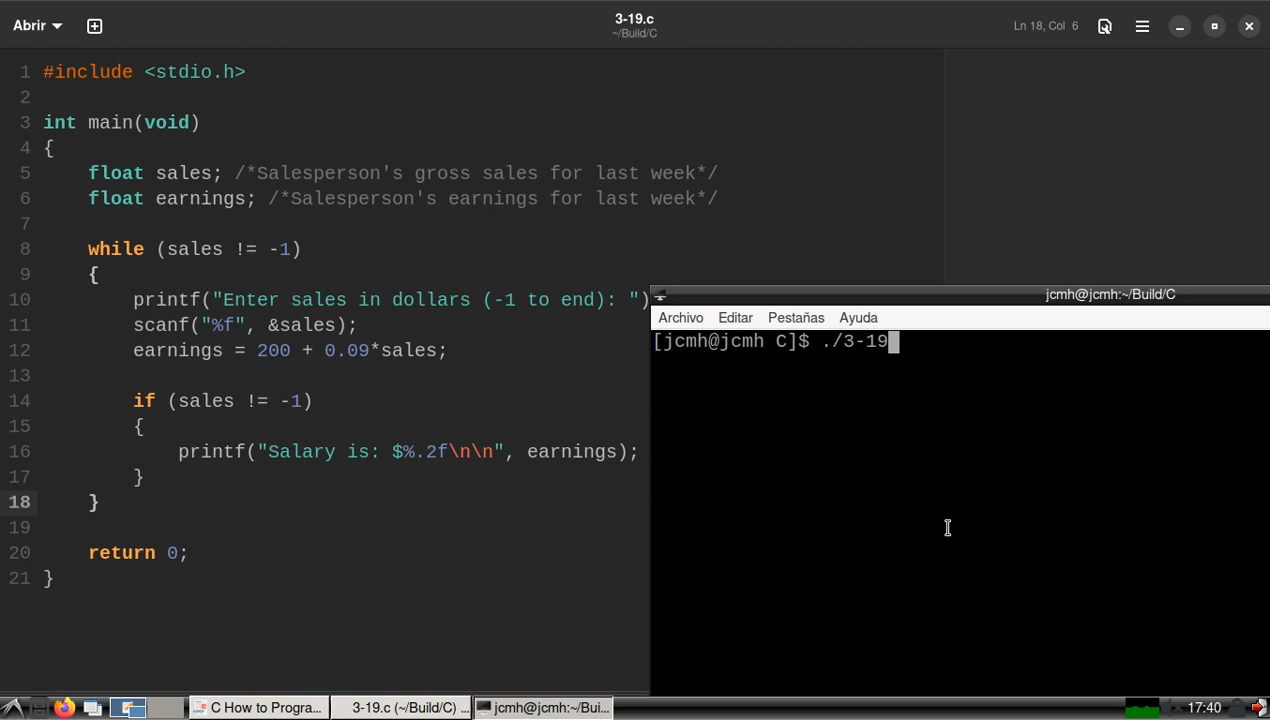 Abrir
3-19.c
~/Build/C
Ln 18, Col 6
1 #include <stdio.h>
2
3 int main(void)
4 {
5 float sales; /*Salesperson's gross sales for last week*/
6 float earnings; /*Salesperson's earnings for last week*/
7
8 while (sales != -1)
9 {
10 printf("Enter sales in dollars (-1 to end): ")
11 scanf("%f", &sales);
12 earnings = 200 + 0.09*sales;
13
14 if (sales != -1)
15 {
16 printf("Salary is: $%.2f\n\n", earnings);
17 }
18 }
19
20 return 0;
21 }
jcmh@jcmh:~/Build/C
Archivo Editar Pestañas Ayuda
[jcmh@jcmh C]$ ./3-19
C How to Progra...
3-19.c (~/Build/C) ...
jcmh@jcmh:~/Bui...
17:40